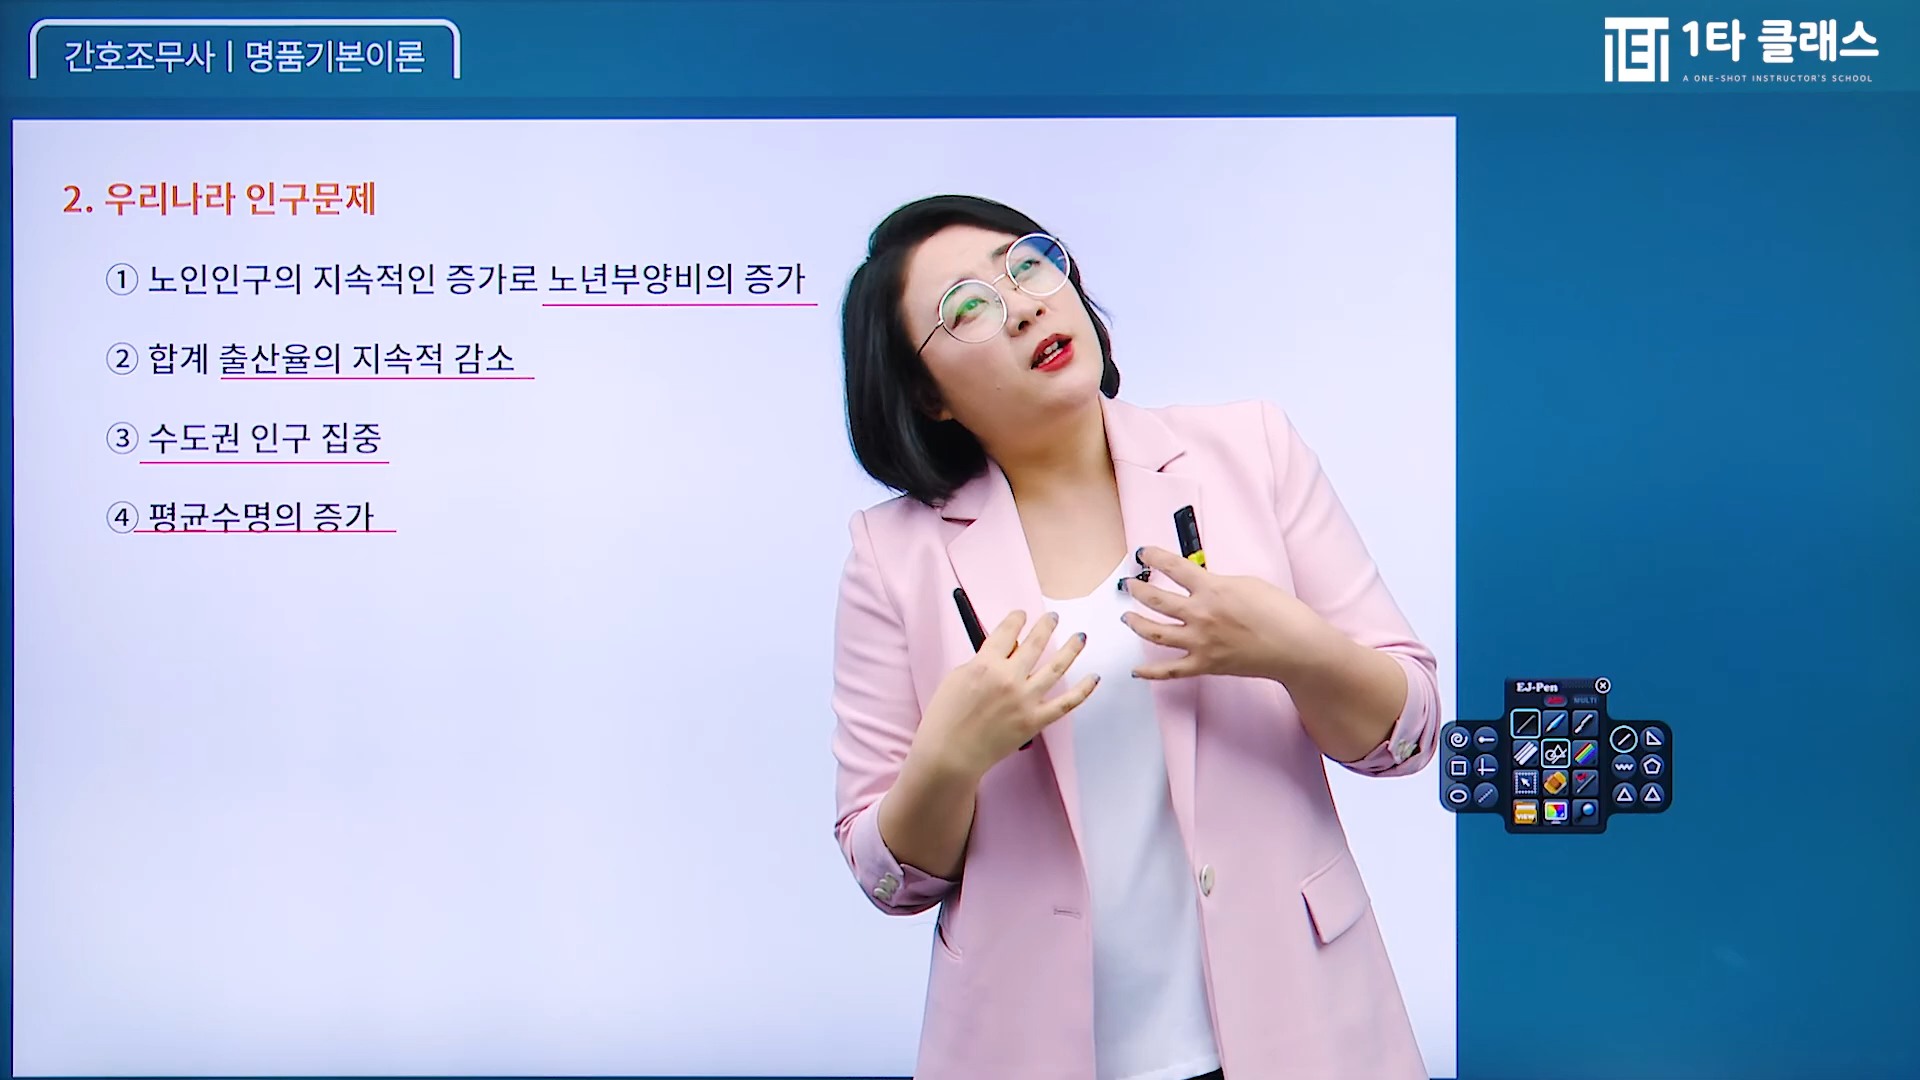 간호조무사 | 명품기본이론
1타 클래스
A ONE-SHOT INSTRUCTOR'S SCHOOL
2. 우리나라 인구문제
① 노인인구의 지속적인 증가로 노년부양비의 증가
② 합계 출산율의 지속적 감소
③ 수도권 인구 집중
④ 평균수명의 증가
EJ-Pen
MULTI
VIEW